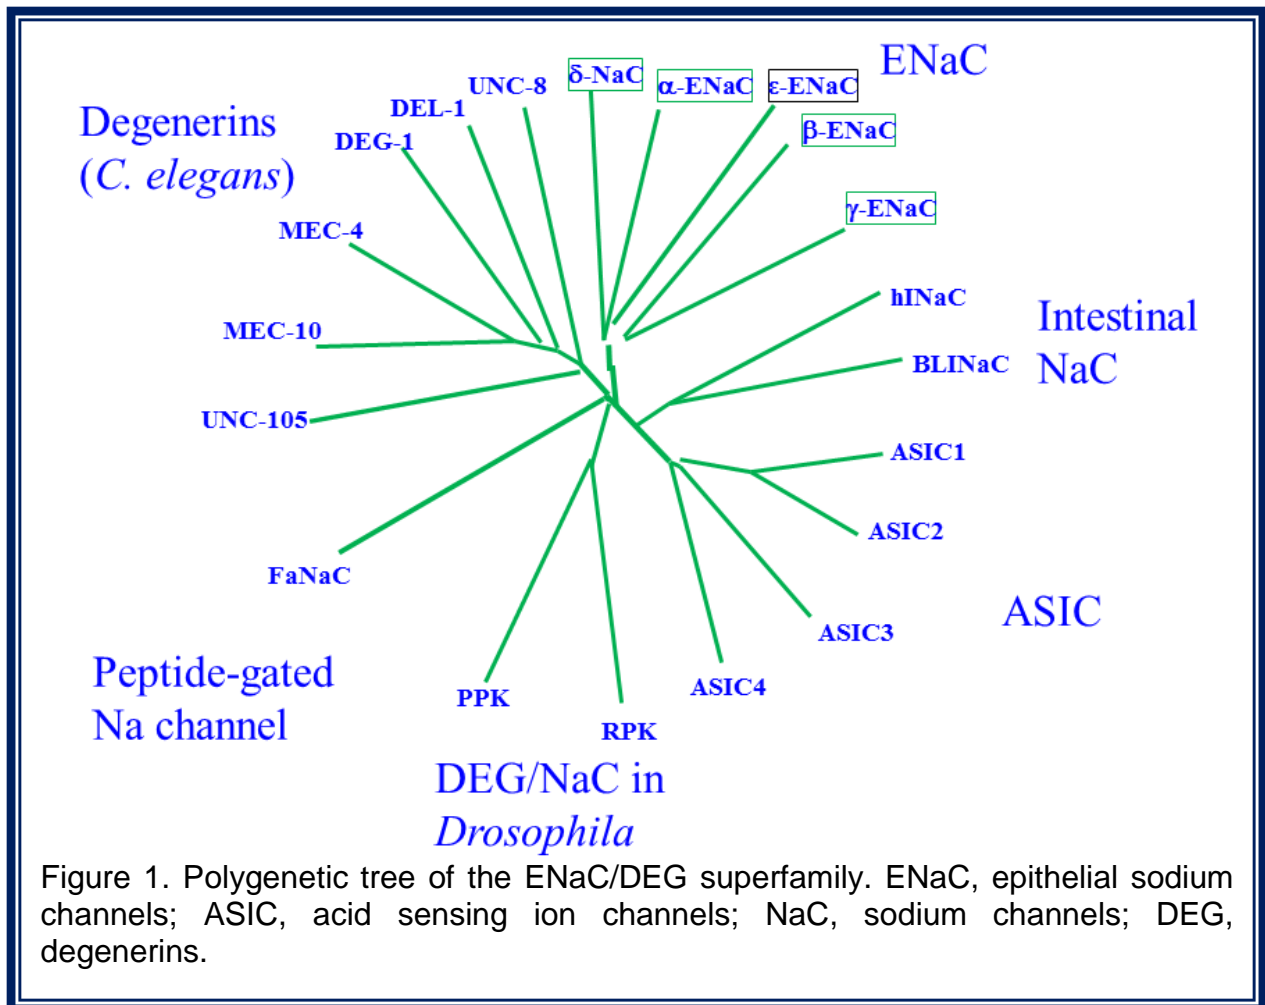 ENaC
δ-NaC
α-ENaC
ε-ENaC
β-ENaC
γ-ENaC
UNC-8
DEL-1
DEG-1
Degenerins
(C. elegans)
MEC-4
MEC-10
UNC-105
hINaC
BLINaC
Intestinal
NaC
ASIC1
ASIC2
ASIC
ASIC3
ASIC4
FaNaC
Peptide-gated
Na channel
PPK
RPK
DEG/NaC in
Drosophila
Figure 1. Polygenetic tree of the ENaC/DEG superfamily. ENaC, epithelial sodium
channels; ASIC, acid sensing ion channels; NaC, sodium channels; DEG,
degenerins.